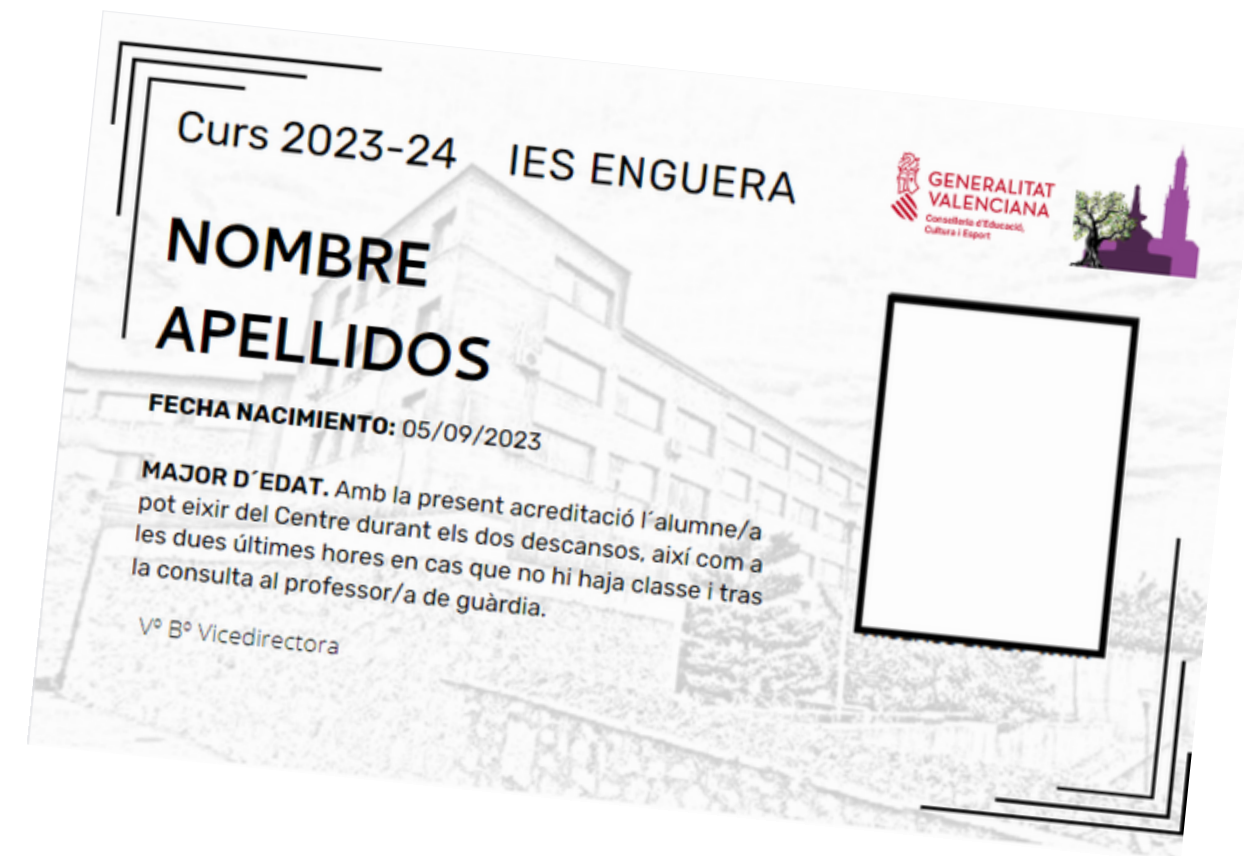 Curs 2023-24 IES ENGUERA
GENERALITAT
VALENCIANA
Conselleria d'Educació,
Cultura i Esport
NOMBRE
APELLIDOS
FECHA NACIMIENTO: 05/09/2023
MAJOR D´EDAT. Amb la present acreditació l´alumne/a
pot eixir del Centre durant els dos descansos, així com a
les dues últimes hores en cas que no hi haja classe i tras
la consulta al professor/a de guàrdia.
Vº Bº Vicedirectora